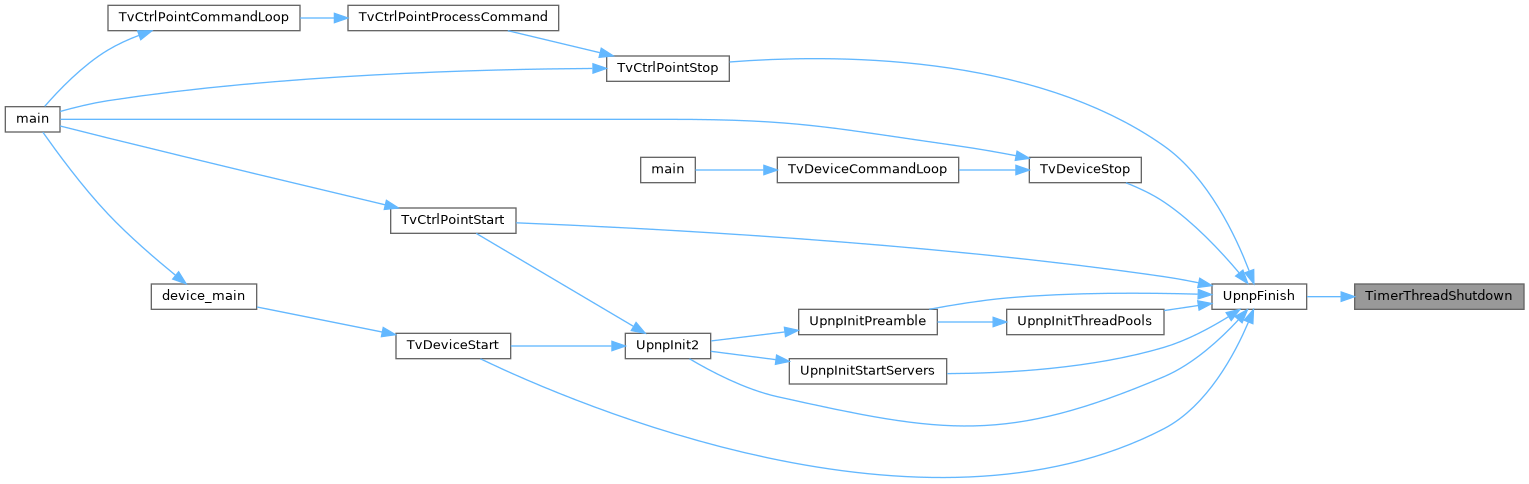 TvCtrlPointCommandLoop
TvCtrlPointProcessCommand
TvCtrlPointStop
main
main
TvDeviceCommandLoop
TvDeviceStop
TvCtrlPointStart
device_main
UpnpFinish
TimerThreadShutdown
UpnpInitPreamble
UpnpInitThreadPools
TvDeviceStart
UpnpInit2
UpnpInitStartServers